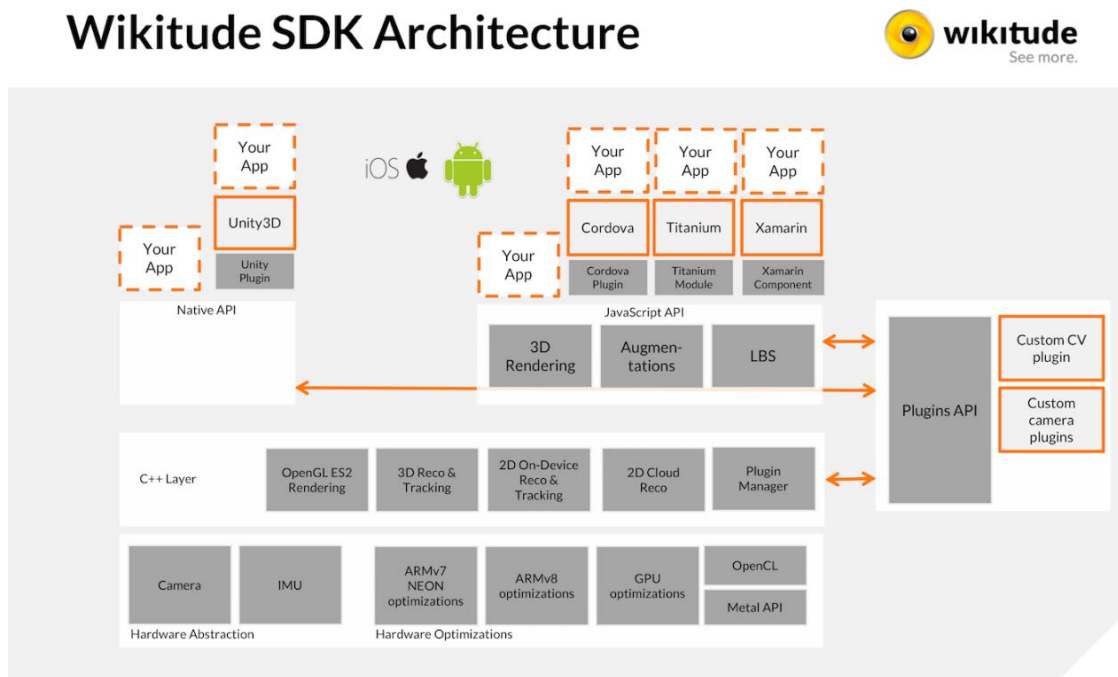 Wikitude SDK Architecture
wikitude
See more.
Your
App
iOS
Your
App
Your
App
Your
App
Unity3D
Cordova
Titanium
Xamarin
Your
App
Your
App
Unity
Plugin
Cordova
Plugin
Titanium
Module
Xamarin
Component
Native API
JavaScript API
3D
Rendering
Augmen-
tations
LBS
Plugins API
Custom CV
plugin
Custom
camera
plugins
C++ Layer
OpenGL ES2
Rendering
3D Reco &
Tracking
2D On-Device
Reco &
Tracking
2D Cloud
Reco
Plugin
Manager
Camera
IMU
ARMv7
NEON
optimizations
ARMv8
optimizations
GPU
optimizations
OpenCL
Metal API
Hardware Abstraction
Hardware Optimizations